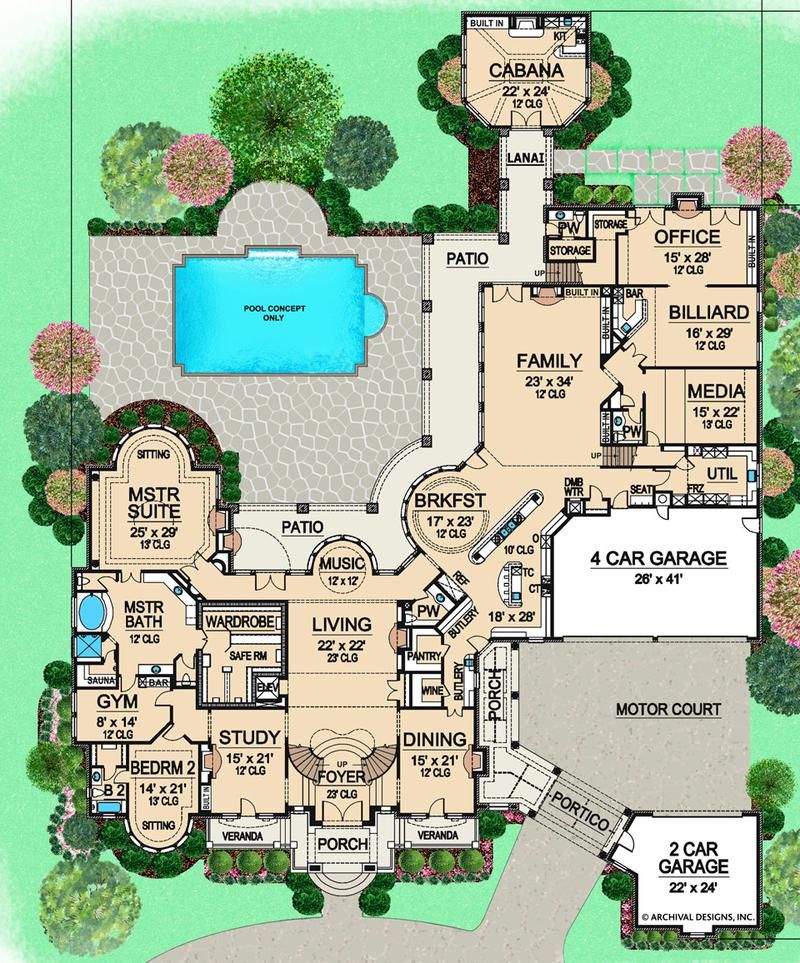 BUILT IN
KIT
CABANA
22' x 24'
12' CLG
LANAI
PW
STORAGE
STORAGE
OFFICE
15' x 28'
12' CLG
PATIO
UP
BUILT IN
BAR
BUILT IN
BILLIARD
16' x 29'
12' CLG
POOL CONCEPT
ONLY
FAMILY
23' x 34'
12' CLG
MEDIA
15' x 22'
13' CLG
BUILT IN
PW
SITTING
UP
UTIL
FRZ
SEAT
DMB
WTR
MSTR
SUITE
25' x 29'
13' CLG
BRKFST
17' x 23'
12' CLG
PATIO
10' CLG
O
4 CAR GARAGE
26' x 41'
MUSIC
12' x 12'
REF
TC
CT
MSTR
BATH
12' CLG
WARDROBE
SAFE RM
LIVING
22' x 22'
23' CLG
PW
BUTLERY
18' x 28'
PANTRY
SAUNA
BAR
ELEV
WINE
BUTLERY
PORCH
GYM
8' x 14'
12' CLG
MOTOR COURT
STUDY
15' x 21'
12' CLG
DINING
15' x 21'
12' CLG
UP
FOYER
23' CLG
BEDRM 2
14' x 21'
13' CLG
B 2
BUILT IN
SITTING
PORTICO
VERANDA
PORCH
VERANDA
2 CAR
GARAGE
22' x 24'
© ARCHIVAL DESIGNS, INC.